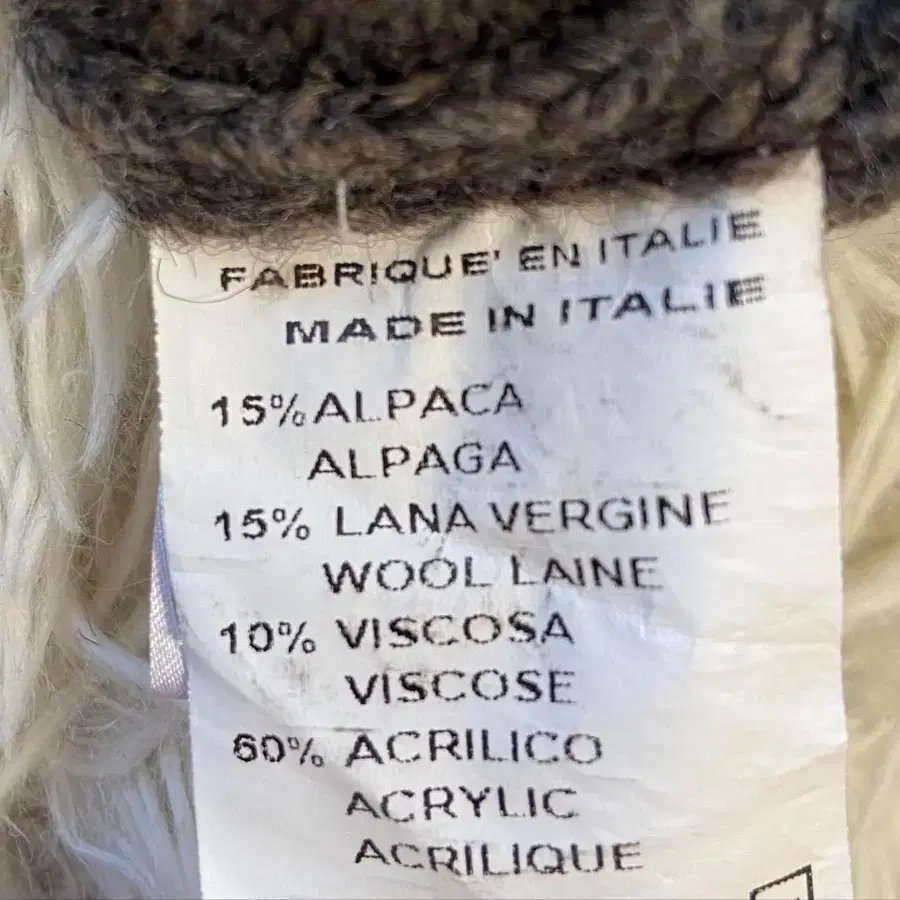 FABRIQUE' EN ITALIE
MADE IN ITALIE
15% ALPACA
ALPAGA
15% LANA VERGINE
WOOL LAINE
10% VISCOSA
VISCOSE
60% ACRILICO
ACRYLIC
ACRILIQUE